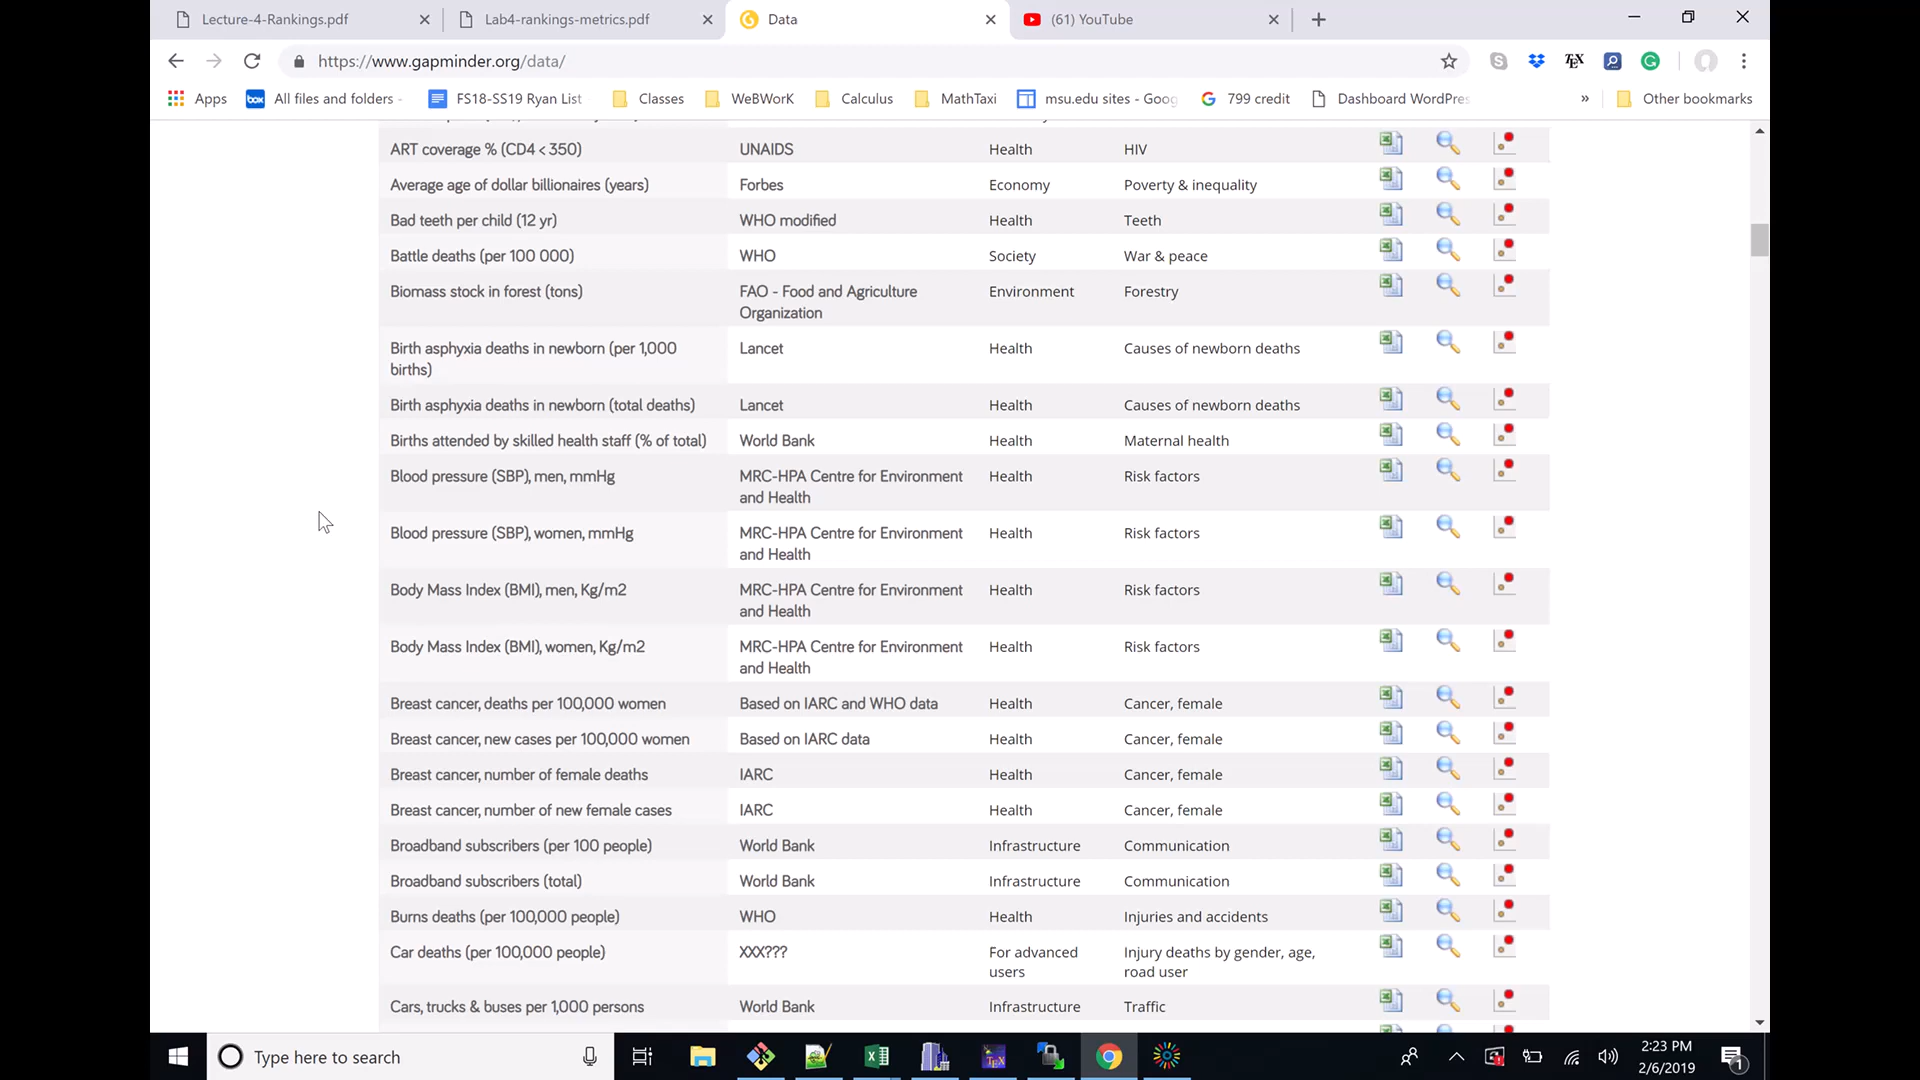 Lecture-4-Rankings.pdf
Lab4-rankings-metrics.pdf
Data
(61) YouTube
https://www.gapminder.org/data/
Apps
box
All files and folders -
FS18-SS19 Ryan List
Classes
WeBWorK
Calculus
MathTaxi
msu.edu sites - Goog
799 credit
Dashboard WordPres
»
Other bookmarks
ART coverage % (CD4 < 350) UNAIDS Health HIV
Average age of dollar billionaires (years) Forbes Economy Poverty & inequality
Bad teeth per child (12 yr) WHO modified Health Teeth
Battle deaths (per 100 000) WHO Society War & peace
Biomass stock in forest (tons) FAO - Food and Agriculture Environment Forestry
Organization
Birth asphyxia deaths in newborn (per 1,000 Lancet Health Causes of newborn deaths
births)
Birth asphyxia deaths in newborn (total deaths) Lancet Health Causes of newborn deaths
Births attended by skilled health staff (% of total) World Bank Health Maternal health
Blood pressure (SBP), men, mmHg MRC-HPA Centre for Environment Health Risk factors
and Health
Blood pressure (SBP), women, mmHg MRC-HPA Centre for Environment Health Risk factors
and Health
Body Mass Index (BMI), men, Kg/m2 MRC-HPA Centre for Environment Health Risk factors
and Health
Body Mass Index (BMI), women, Kg/m2 MRC-HPA Centre for Environment Health Risk factors
and Health
Breast cancer, deaths per 100,000 women Based on IARC and WHO data Health Cancer, female
Breast cancer, new cases per 100,000 women Based on IARC data Health Cancer, female
Breast cancer, number of female deaths IARC Health Cancer, female
Breast cancer, number of new female cases IARC Health Cancer, female
Broadband subscribers (per 100 people) World Bank Infrastructure Communication
Broadband subscribers (total) World Bank Infrastructure Communication
Burns deaths (per 100,000 people) WHO Health Injuries and accidents
Car deaths (per 100,000 people) XXX??? For advanced Injury deaths by gender, age,
users road user
Cars, trucks & buses per 1,000 persons World Bank Infrastructure Traffic
Type here to search
2:23 PM
2/6/2019
1